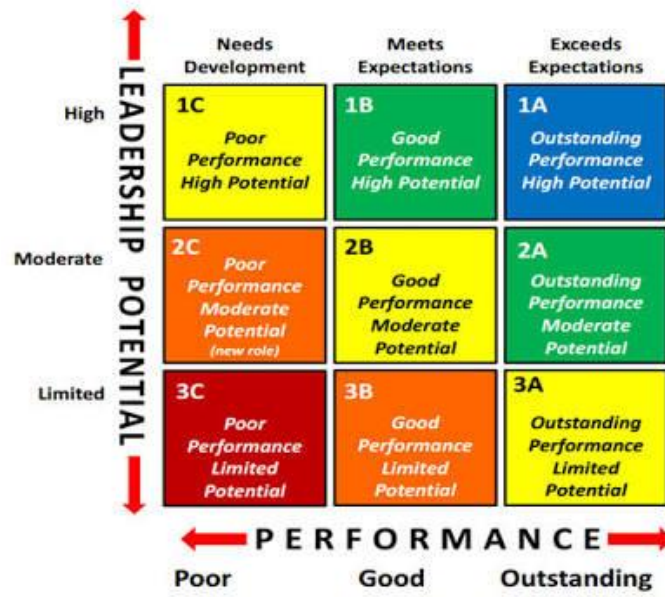 Needs
Development
Meets
Expectations
Exceeds
Expectations
LEADERSHIP POTENTIAL
High
1C
Poor
Performance
High Potential
1B
Good
Performance
High Potential
1A
Outstanding
Performance
High Potential
Moderate
2C
Poor
Performance
Moderate
Potential
(new role)
2B
Good
Performance
Moderate
Potential
2A
Outstanding
Performance
Moderate
Potential
Limited
3C
Poor
Performance
Limited
Potential
3B
Good
Performance
Limited
Potential
3A
Outstanding
Performance
Limited
Potential
PERFORMANCE
Poor
Good
Outstanding